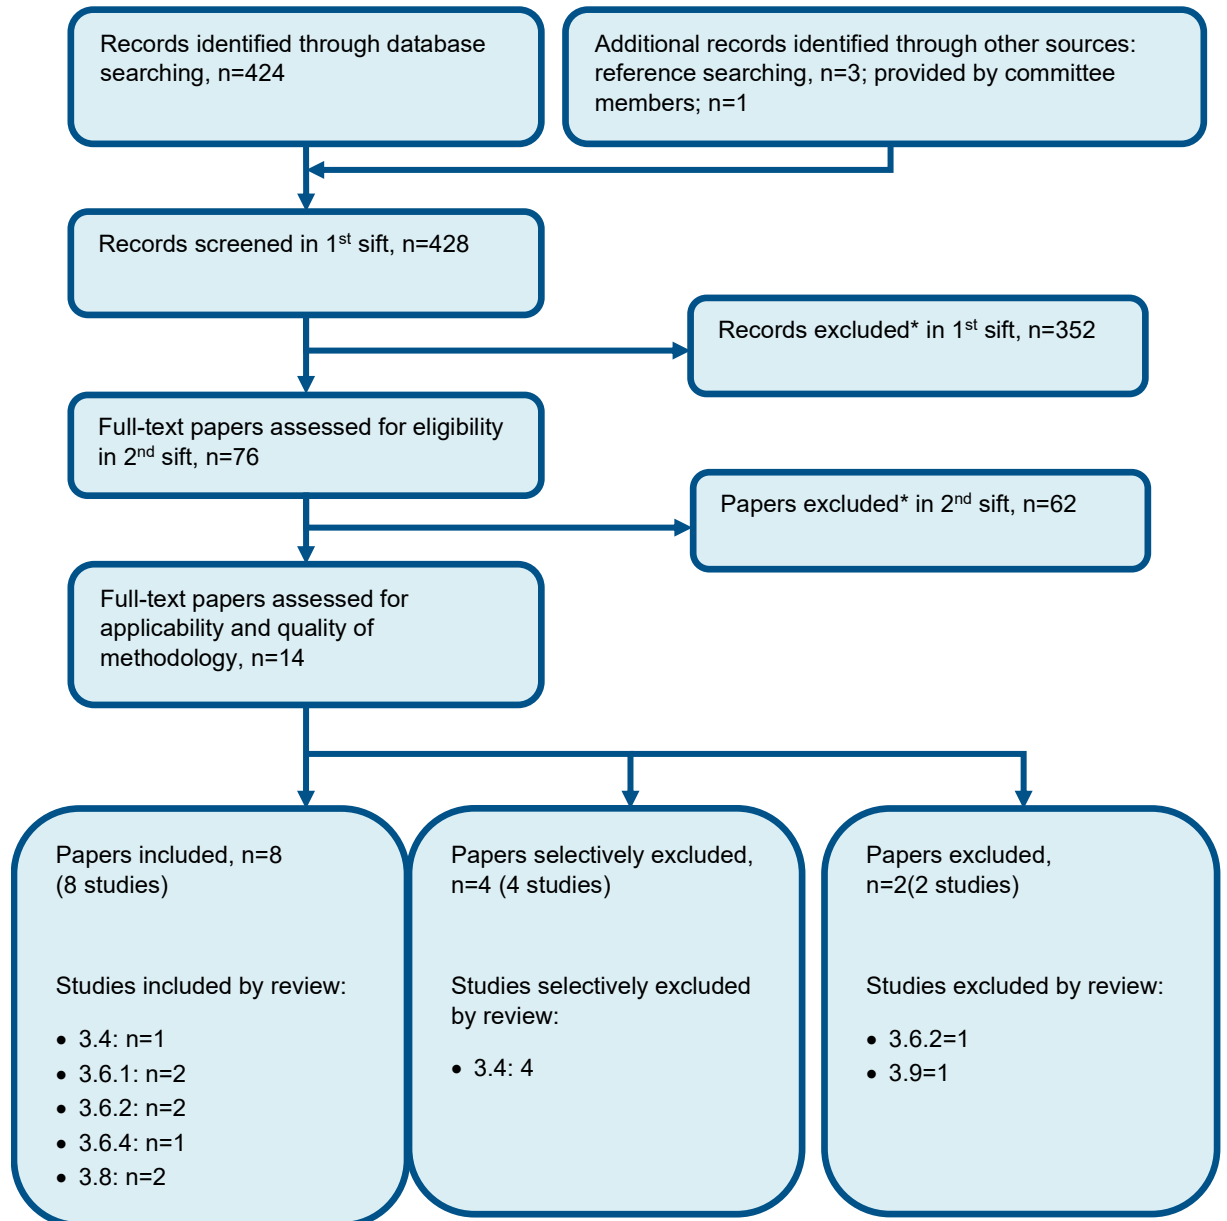 Records identified through database
searching, n=424
Additional records identified through other sources:
reference searching, n=3; provided by committee
members; n=1
Records screened in 1st sift, n=428
Records excluded* in 1st sift, n=352
Full-text papers assessed for eligibility
in 2nd sift, n=76
Papers excluded* in 2nd sift, n=62
Full-text papers assessed for
applicability and quality of
methodology, n=14
Papers included, n=8
(8 studies)
Studies included by review:
• 3.4: n=1
• 3.6.1: n=2
• 3.6.2: n=2
• 3.6.4: n=1
• 3.8: n=2
Papers selectively excluded,
n=4 (4 studies)
Studies selectively excluded
by review:
• 3.4: 4
Papers excluded,
n=2(2 studies)
Studies excluded by review:
• 3.6.2=1
• 3.9=1